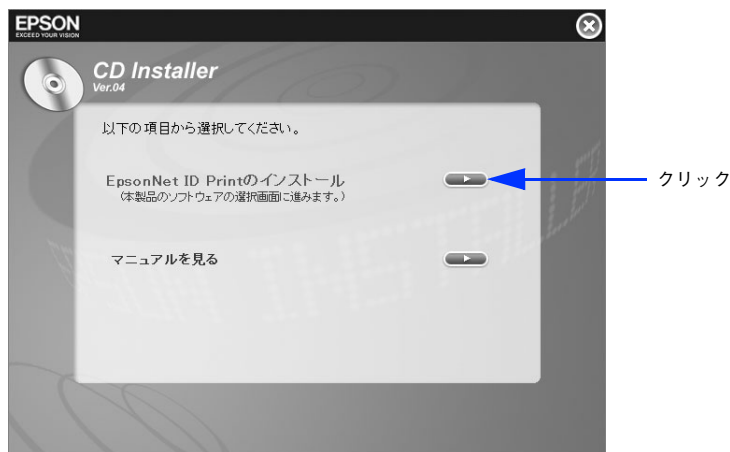 EPSON
EXCEED YOUR VISION
CD Installer
Ver.04
以下の項目から選択してください。
EpsonNet ID Printのインストール
（本製品のソフトウェアの選択画面に進みます。）
クリック
マニュアルを見る
EPSON INSTALLER